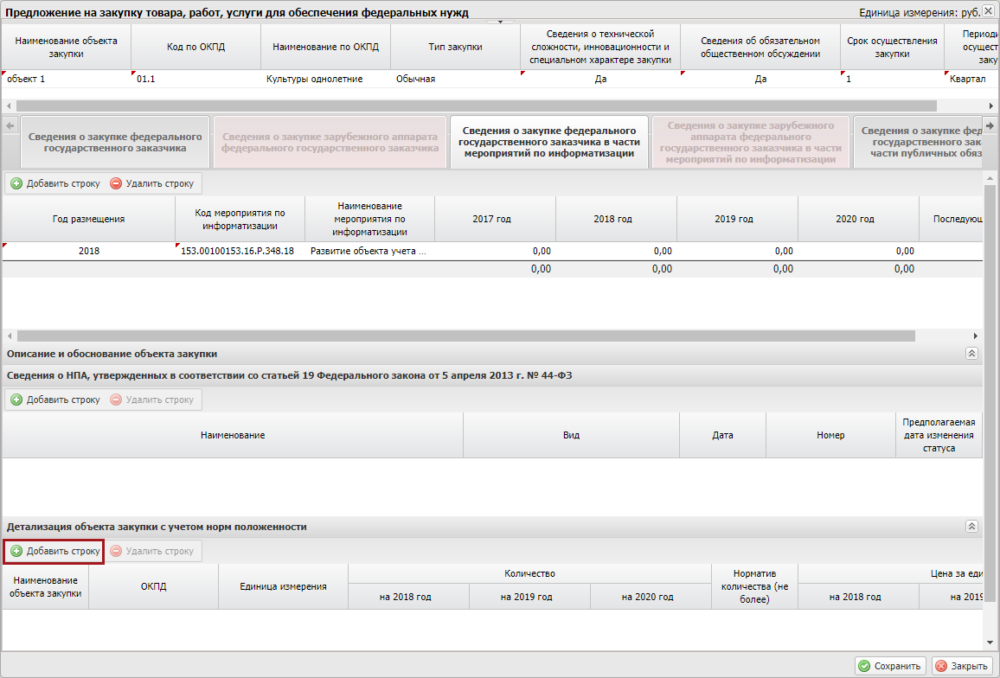 Предложение на закупку товара, работ, услуги для обеспечения федеральных нужд
Единица измерения: руб.
Наименование объекта
закупки
Код по ОКПД
Наименование по ОКПД
Тип закупки
Сведения о технической
сложности, инновационности и
специальном характере закупки
Сведения об обязательном
общественном обсуждении
Срок осуществления
закупки
Периоди
осущест
заку
объект 1
01.1
Культуры однолетние
Обычная
Да
Да
1
Квартал
Сведения о закупке федерального
государственного заказчика
Сведения о закупке зарубежного аппарата
федерального государственного заказчика
Сведения о закупке федерального
государственного заказчика в части
мероприятий по информатизации
Сведения о закупке зарубежного
аппарата федерального
государственного заказчика в части
мероприятий по информатизации
Сведения о закупке фед
государственного зак
части публичных обяз
Добавить строку
Удалить строку
Год размещения
Код мероприятия по
информатизации
Наименование
мероприятия по
информатизации
2017 год
2018 год
2019 год
2020 год
Последующ
2018
153.00100153.16.Р.348.18
Развитие объекта учета ...
0,00
0,00
0,00
0,00
0,00
0,00
0,00
0,00
Описание и обоснование объекта закупки
Сведения о НПА, утвержденных в соответствии со статьей 19 Федерального закона от 5 апреля 2013 г. № 44-ФЗ
Добавить строку
Удалить строку
Наименование
Вид
Дата
Номер
Предполагаемая
дата изменения
статуса
Детализация объекта закупки с учетом норм положенности
Добавить строку
Удалить строку
Наименование
объекта закупки
ОКПД
Единица измерения
Количество
на 2018 год
на 2019 год
на 2020 год
Норматив
количества (не
более)
Цена за еди
на 2018 год
на 2019
Сохранить
Закрыть